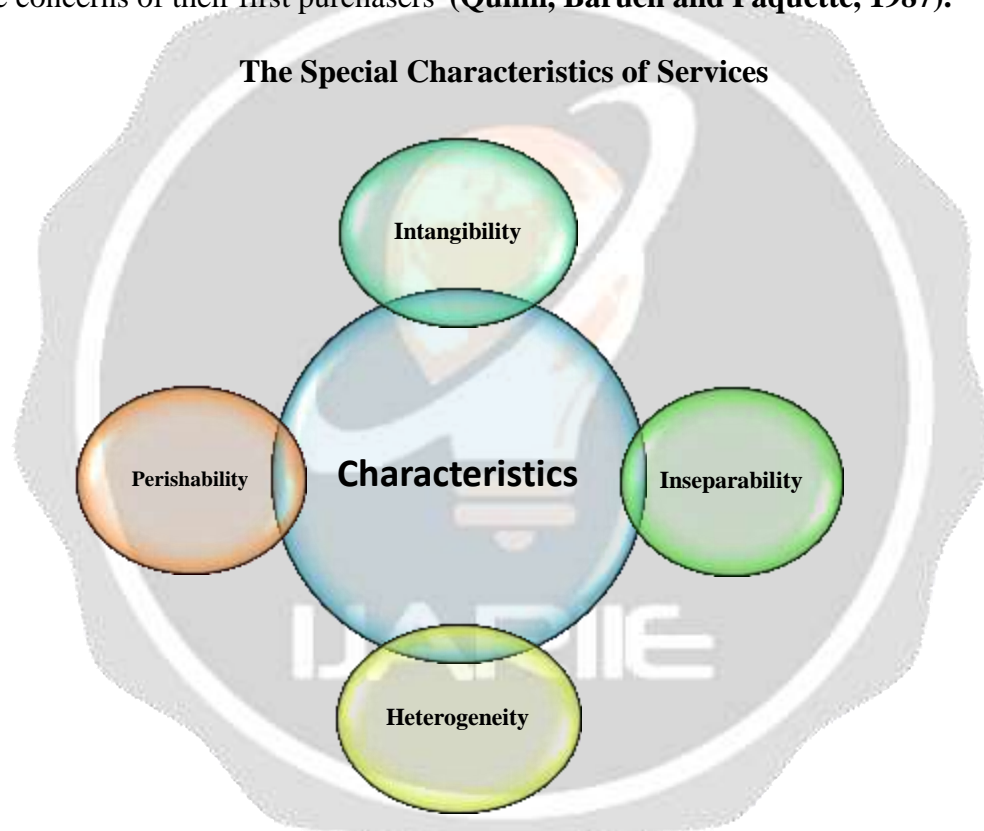 concerns of their first purchasers (Quinn, Baruch and Paquette, 1987).
The Special Characteristics of Services
Intangibility
Perishability
Characteristics
Inseparability
IJARIIE
Heterogeneity